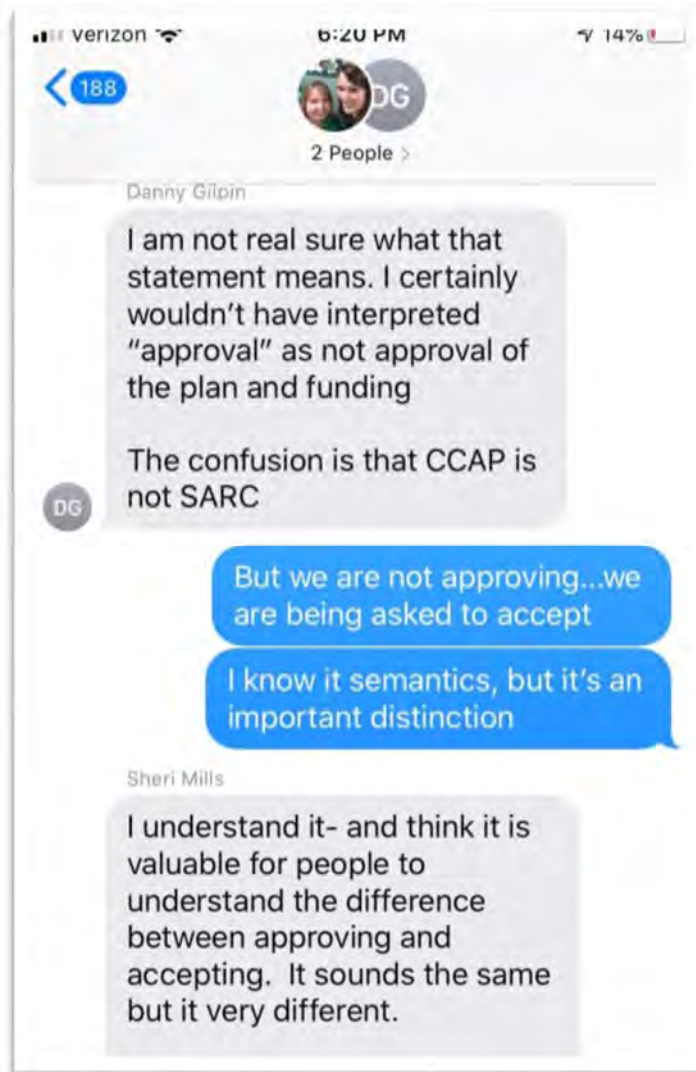 verizon 6:20 PM 14%
188
DG
2 People >
Danny Gilpin
I am not real sure what that
statement means. I certainly
wouldn't have interpreted
“approval” as not approval of
the plan and funding
The confusion is that CCAP is
not SARC
DG
But we are not approving...we
are being asked to accept
I know it semantics, but it's an
important distinction
Sheri Mills
I understand it- and think it is
valuable for people to
understand the difference
between approving and
accepting. It sounds the same
but it very different.